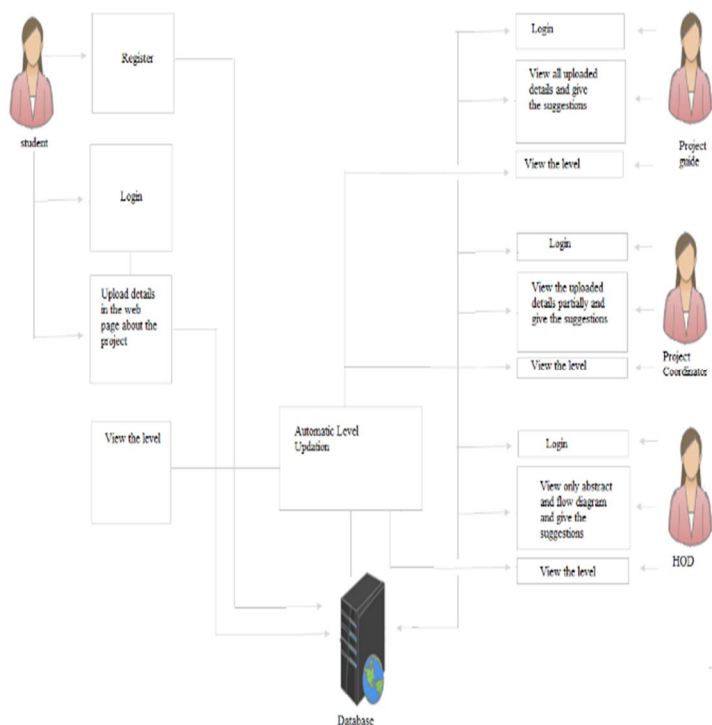 Register
student
Login
Upload details
in the web
page about the
project
View the level
Automatic Level
Updation
Database
Login
View all uploaded
details and give
the suggestions
View the level
Project
guide
Login
View the uploaded
details partially and
give the suggestions
View the level
Project
Coordinator
Login
View only abstract
and flow diagram
and give the
suggestions
View the level
HOD